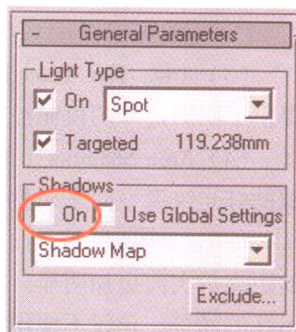 - General Parameters
Light Type
On Spot
Targeted 119.238mm
Shadows
On Use Global Settings
Shadow Map
Exclude...